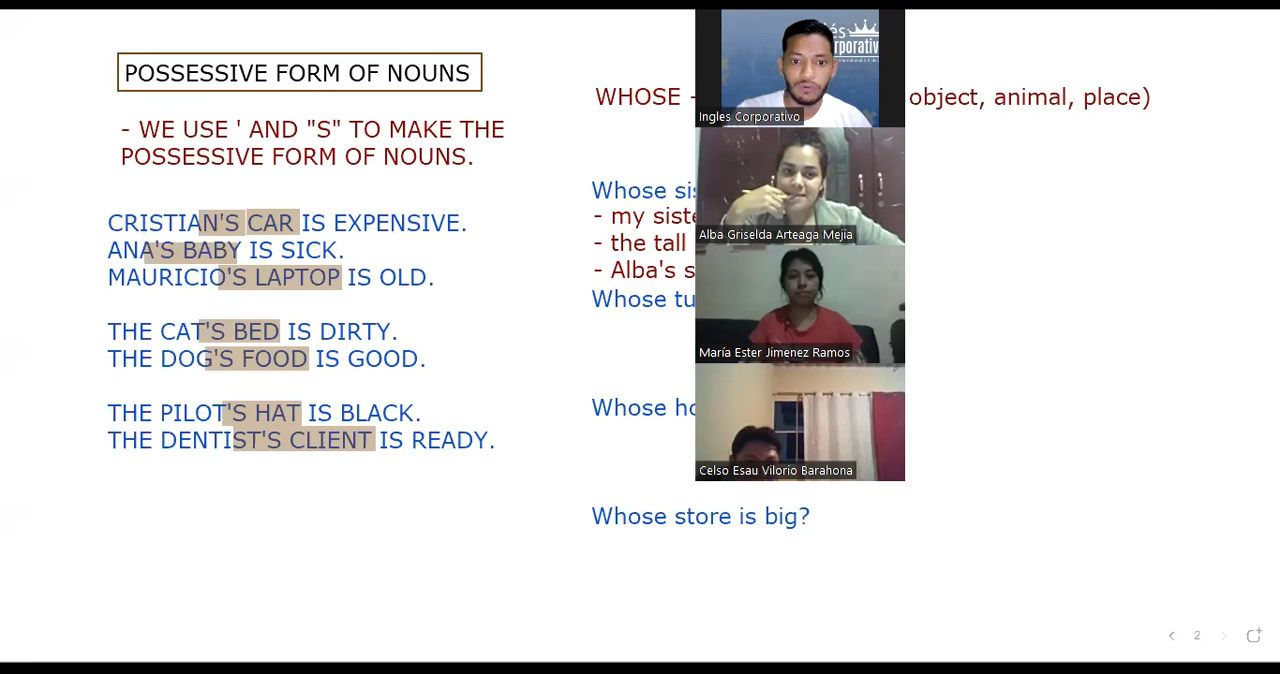 POSSESSIVE FORM OF NOUNS
- WE USE ' AND "S" TO MAKE THE
POSSESSIVE FORM OF NOUNS.
CRISTIAN'S CAR IS EXPENSIVE.
ANA'S BABY IS SICK.
MAURICIO'S LAPTOP IS OLD.
THE CAT'S BED IS DIRTY.
THE DOG'S FOOD IS GOOD.
THE PILOT'S HAT IS BLACK.
THE DENTIST'S CLIENT IS READY.
WHOSE - object, animal, place)
Whose
- my
- the tall
- Alba's
Whose
Whose
Whose store is big?
Ingles Corporativo
Alba Griselda Arteaga Mejia
María Ester Jimenez Ramos
Celso Esau Vilorio Barahona
2